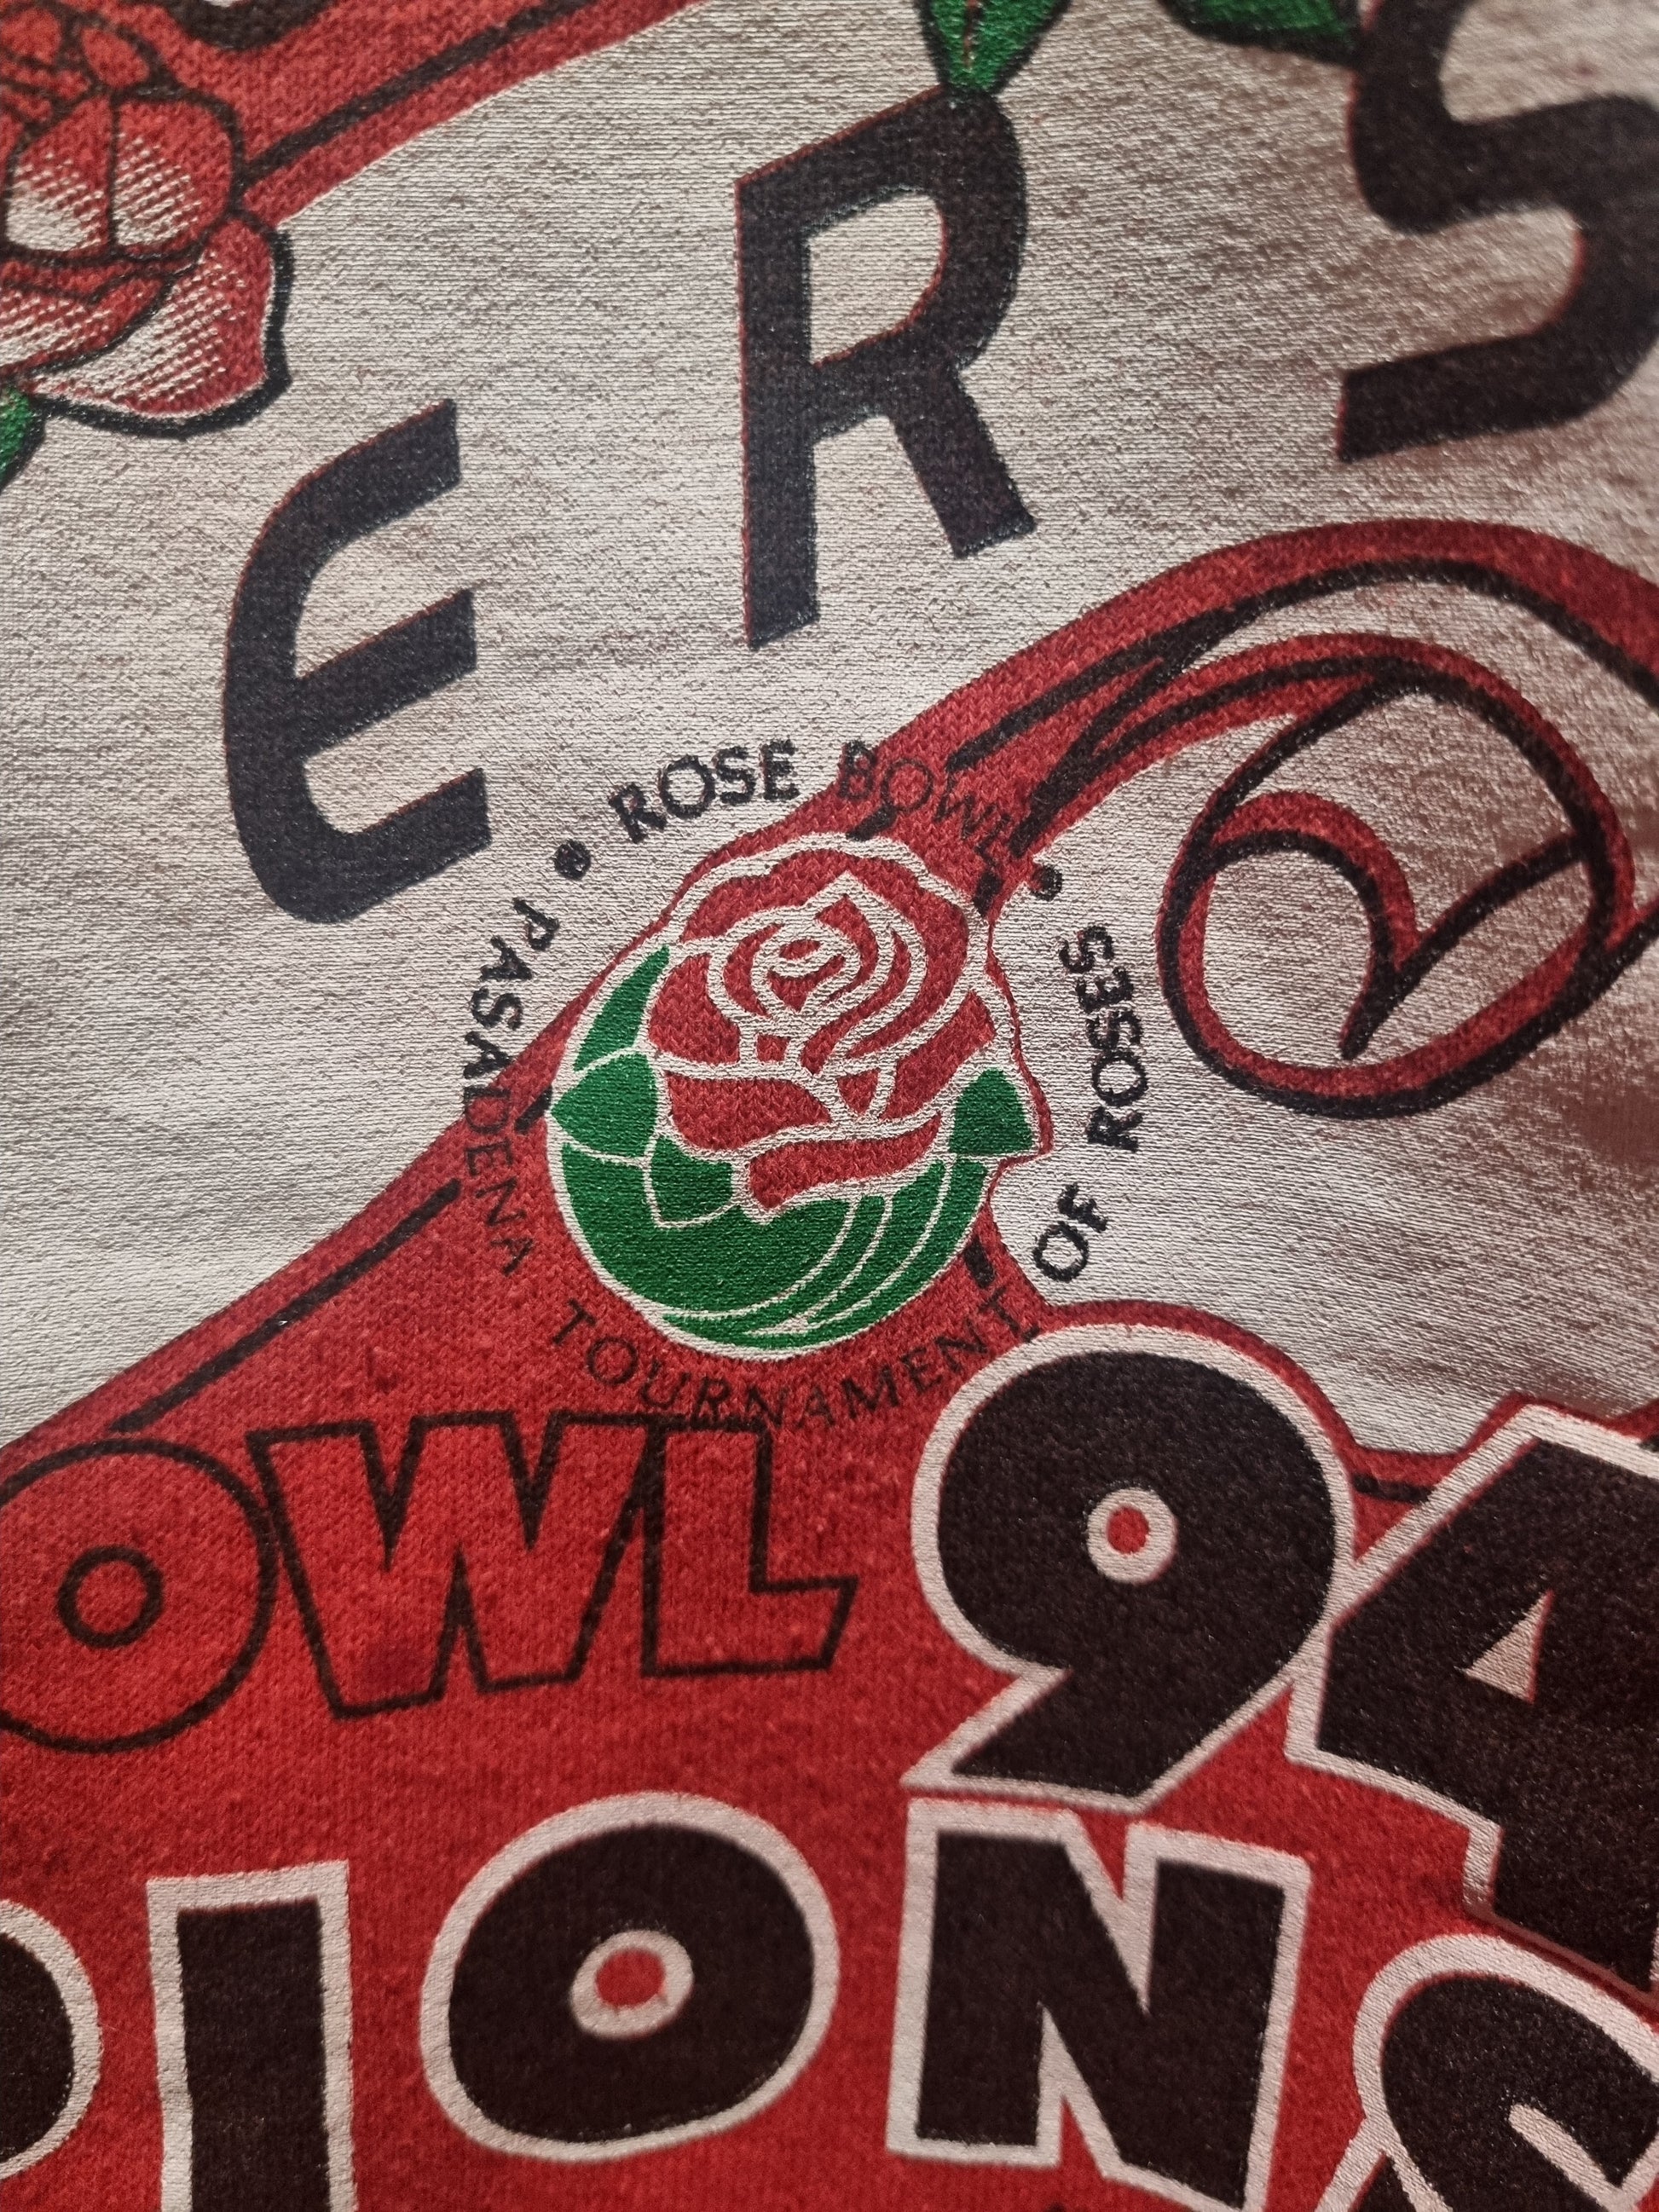 ERS
• ROSE BOWL •
PASADENA
TOURNAMENT OF ROSES
OWL 94
PIONS